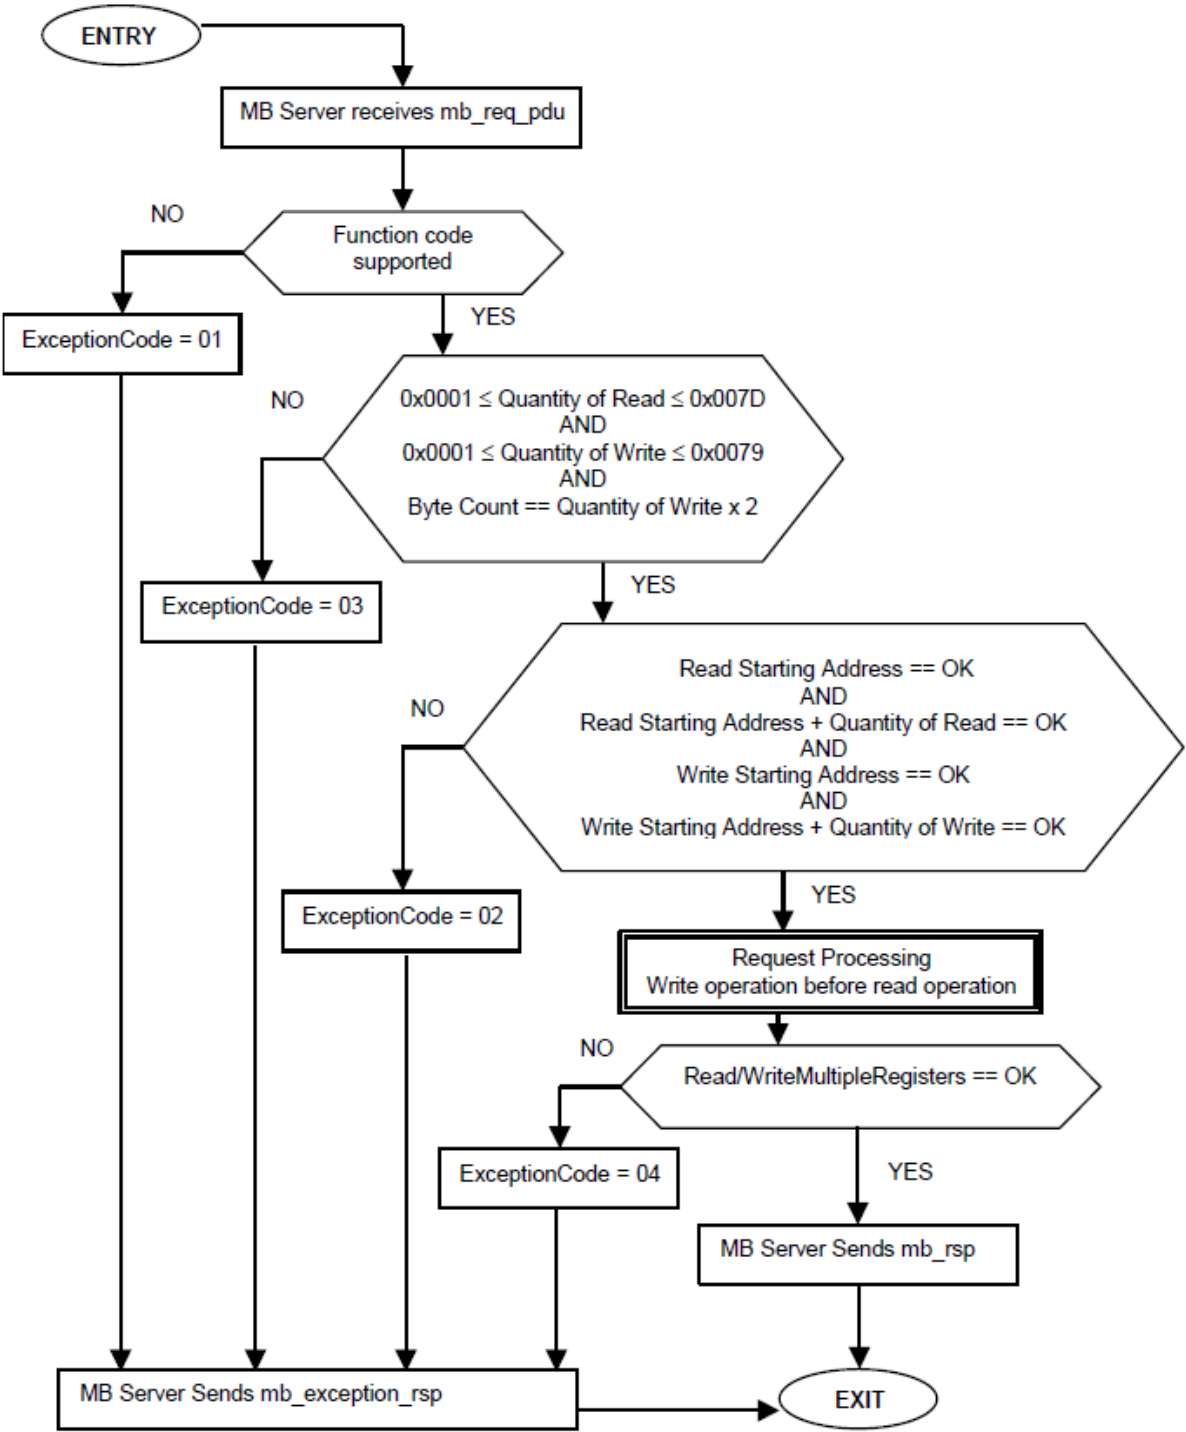 ENTRY
MB Server receives mb_req_pdu
NO
Function code
supported
YES
ExceptionCode = 01
NO
0x0001 ≤ Quantity of Read ≤ 0x007D
AND
0x0001 ≤ Quantity of Write ≤ 0x0079
AND
Byte Count == Quantity of Write x 2
YES
ExceptionCode = 03
NO
Read Starting Address == OK
AND
Read Starting Address + Quantity of Read == OK
AND
Write Starting Address == OK
AND
Write Starting Address + Quantity of Write == OK
YES
ExceptionCode = 02
Request Processing
Write operation before read operation
NO
Read/WriteMultipleRegisters == OK
ExceptionCode = 04
YES
MB Server Sends mb_rsp
MB Server Sends mb_exception_rsp
EXIT